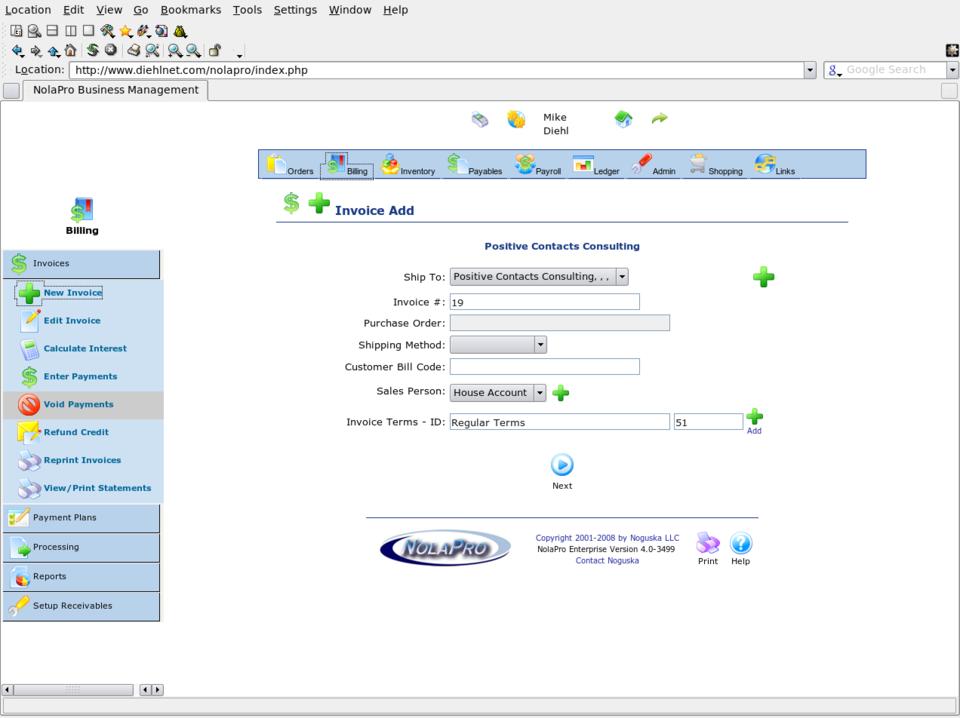 Location Edit View Go Bookmarks Tools Settings Window Help
Location: http://www.diehlnet.com/nolapro/index.php Google Search
NolaPro Business Management
Mike
Diehl
Orders Billing Inventory Payables Payroll Ledger Admin Shopping Links
Invoice Add
Billing
Positive Contacts Consulting
Invoices
Ship To: Positive Contacts Consulting, , ,
New Invoice
Invoice #: 19
Edit Invoice
Purchase Order:
Calculate Interest
Shipping Method:
Enter Payments
Customer Bill Code:
Void Payments
Sales Person: House Account
Refund Credit
Invoice Terms - ID: Regular Terms 51
Add
Reprint Invoices
View/Print Statements
Next
Payment Plans
Processing
Reports
Setup Receivables
NOLAPRO
Copyright 2001-2008 by Noguska LLC
NolaPro Enterprise Version 4.0-3499
Contact Noguska
Print Help